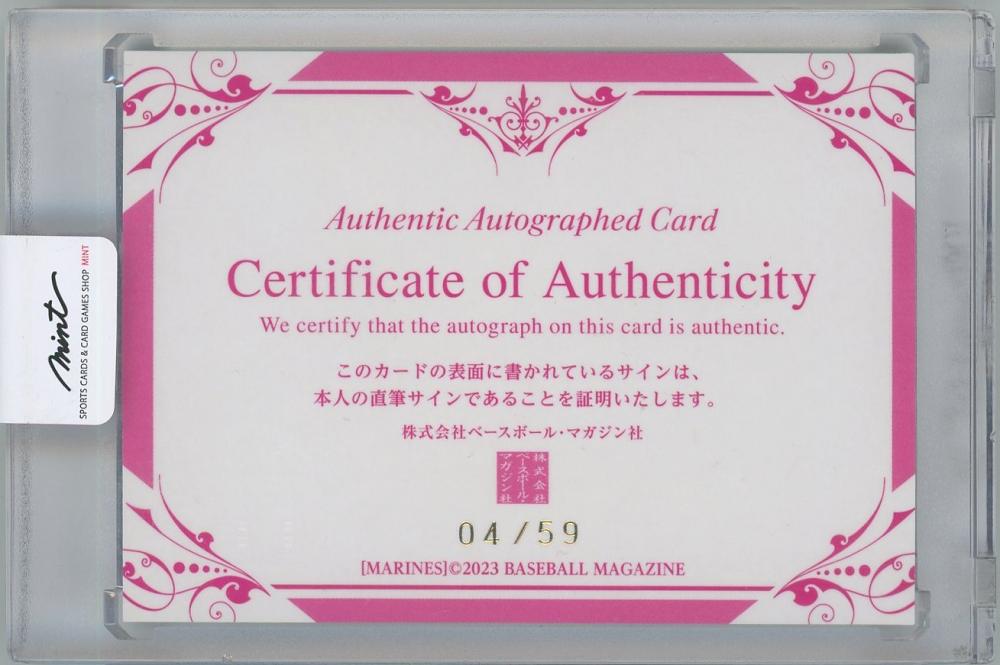 Authentic Autographed Card
Certificate of Authenticity
We certify that the autograph on this card is authentic.
このカードの表面に書かれているサインは、
本人の直筆サインであることを証明いたします。
株式会社ベースボール・マガジン社
株式会社
ベースボール・
マガジン社
04/59
[MARINES]©2023 BASEBALL MAGAZINE
mint
SPORTS CARDS & CARD GAMES SHOP MINT